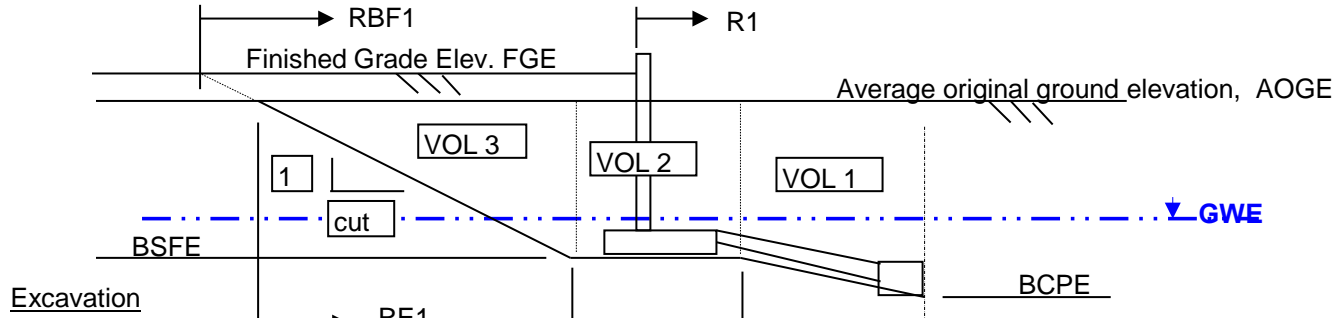 RBF1
R1
Finished Grade Elev. FGE
Average original ground elevation, AOGE
VOL 3
VOL 2
VOL 1
1
cut
GWE
BSFE
BCPE
Excavation
RE1